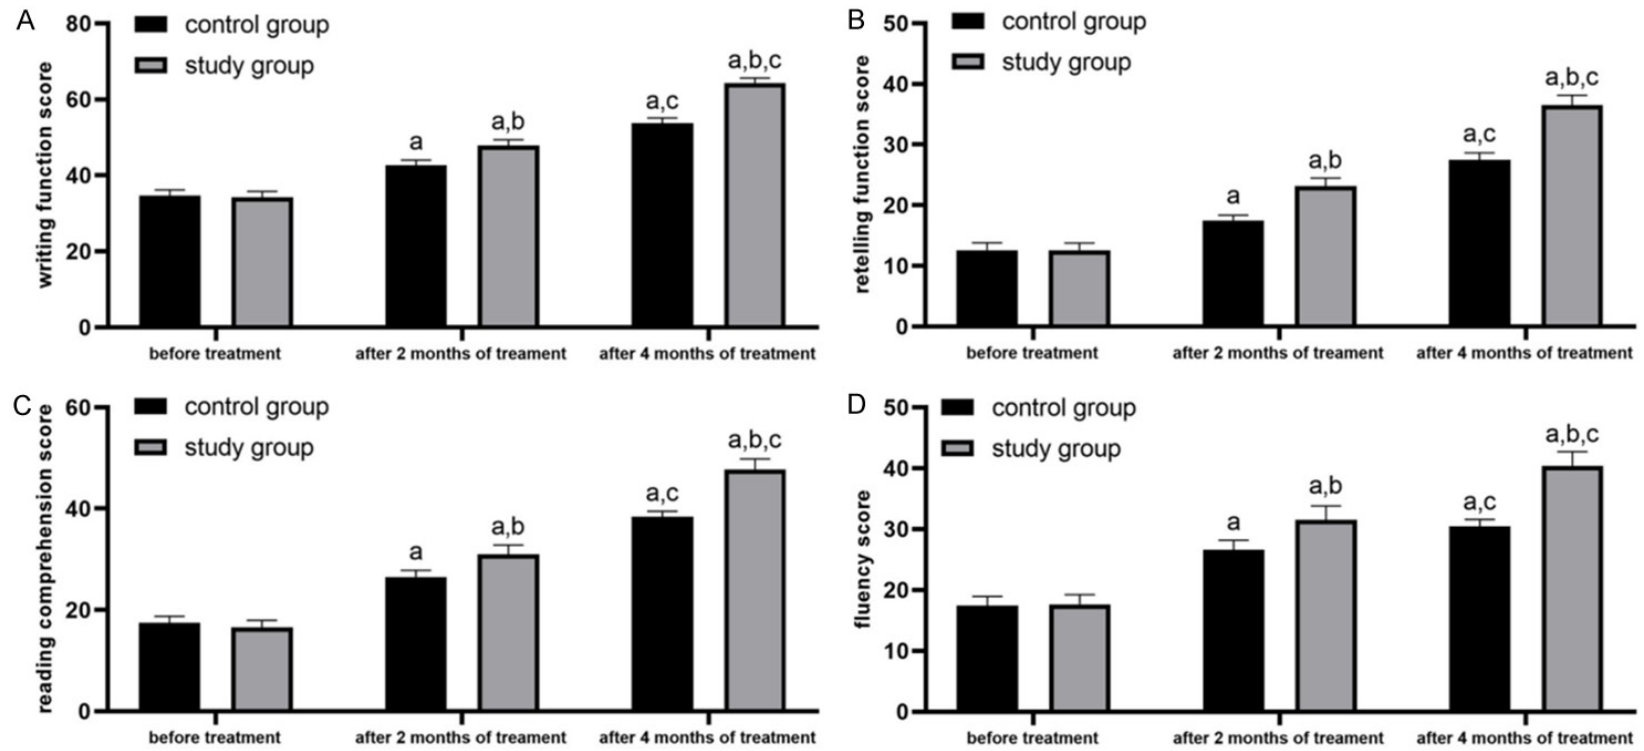 A
writing function score
80
60
40
20
0
control group
study group
a
a,b
a,c
a,b,c
before treatment
after 2 months of treament
after 4 months of treatment
B
retelling function score
50
40
30
20
10
0
control group
study group
a
a,b
a,c
a,b,c
before treatment
after 2 months of treament
after 4 months of treatment
C
reading comprehension score
60
40
20
0
control group
study group
a
a,b
a,c
a,b,c
before treatment
after 2 months of treament
after 4 months of treatment
D
fluency score
50
40
30
20
10
0
control group
study group
a
a,b
a,c
a,b,c
before treatment
after 2 months of treament
after 4 months of treatment